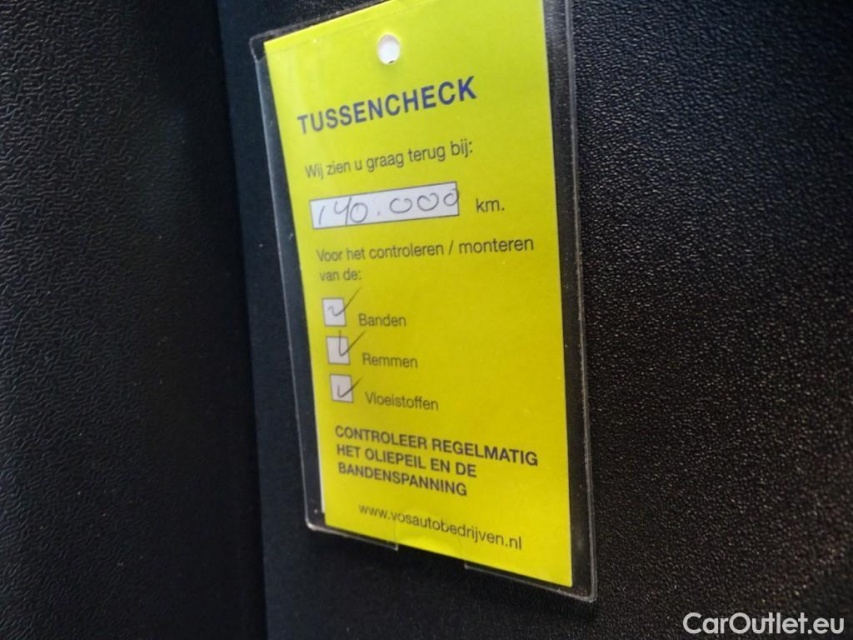 TUSSENCHECK
Wij zien u graag terug bij:
140.000 km.
Voor het controleren / monteren
van de:
Banden
Remmen
Vloeistoffen
CONTROLEER REGELMATIG
HET OLIEPEIL EN DE
BANDENSPANNING
www.vosautobedrijven.nl
CarOutlet.eu